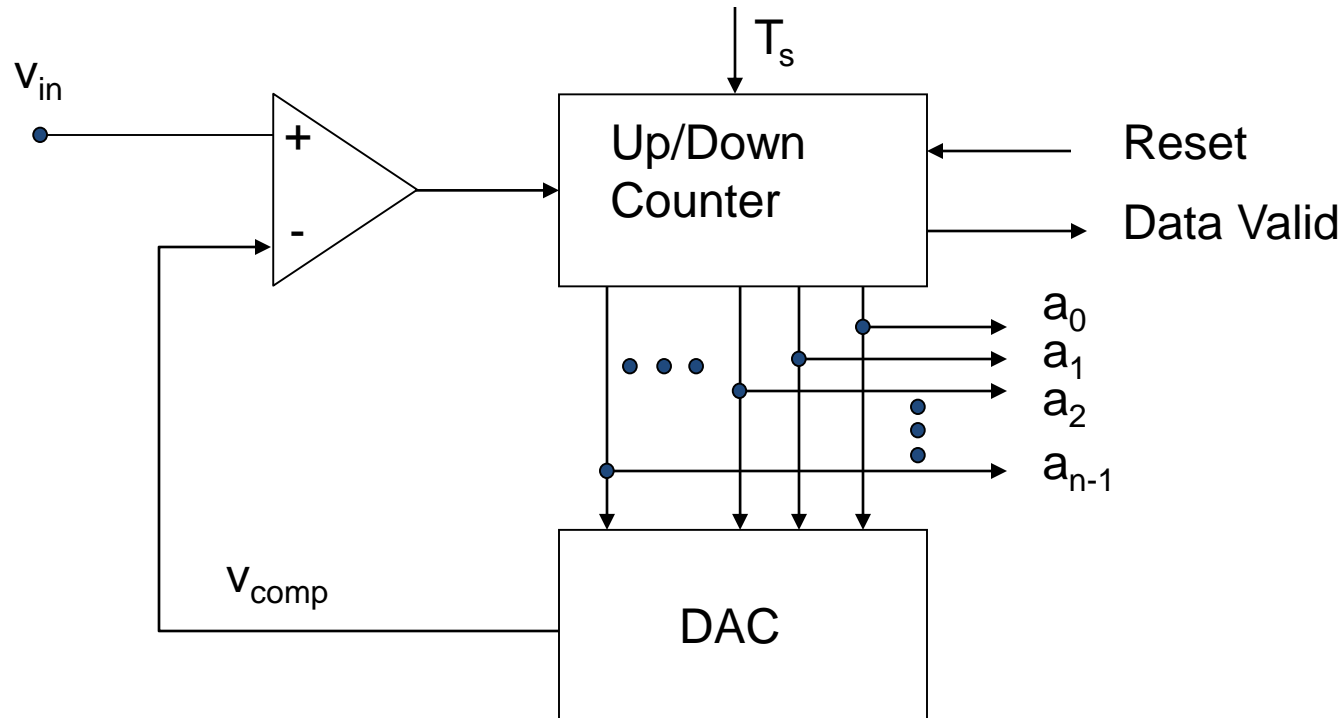 T_s
v_in
+
-
Up/Down
Counter
Reset
Data Valid
a_0
a_1
a_2
a_n-1
v_comp
DAC